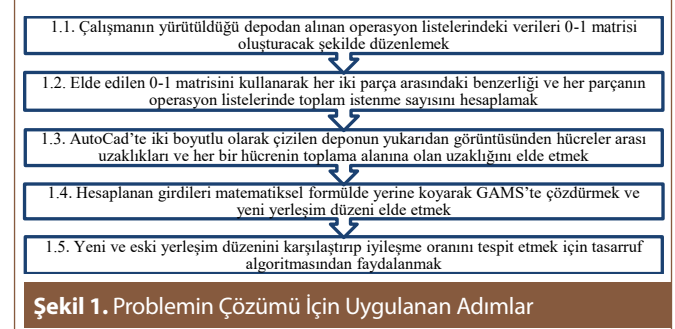 1.1. Çalışmanın yürütüldüğü depodan alınan operasyon listelerindeki verileri 0-1 matrisi
oluşturacak şekilde düzenlemek
1.2. Elde edilen 0-1 matrisini kullanarak her iki parça arasındaki benzerliği ve her parçanın
operasyon listelerinde toplam istenme sayısını hesaplamak
1.3. AutoCad’te iki boyutlu olarak çizilen deponun yukarıdan görüntüsünden hücreler arası
uzaklıkları ve her bir hücrenin toplama alanına olan uzaklığını elde etmek
1.4. Hesaplanan girdileri matematiksel formülde yerine koyarak GAMS’te çözdürmek ve
yeni yerleşim düzeni elde etmek
1.5. Yeni ve eski yerleşim düzenini karşılaştırıp iyileşme oranını tespit etmek için tasarruf
algoritmasından faydalanmak
Şekil 1. Problemin Çözümü İçin Uygulanan Adımlar